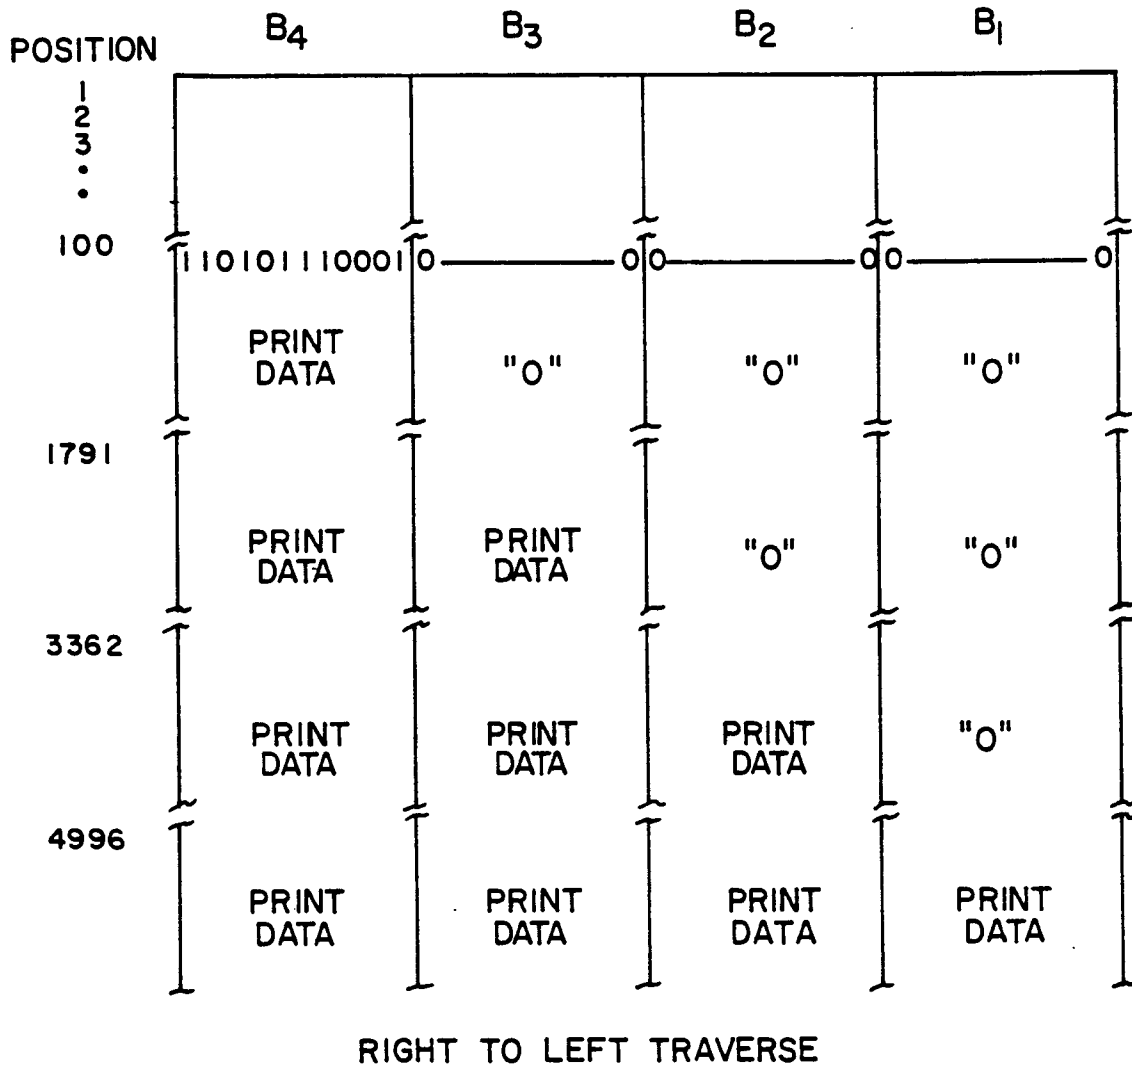 POSITION B4 B3 B2 B1
1
2
3
•
•
100
110101110001 0 0 0 0 0 0
PRINT DATA "0" "0" "0"
1791
PRINT DATA PRINT DATA "0" "0"
3362
PRINT DATA PRINT DATA PRINT DATA "0"
4996
PRINT DATA PRINT DATA PRINT DATA PRINT DATA
RIGHT TO LEFT TRAVERSE